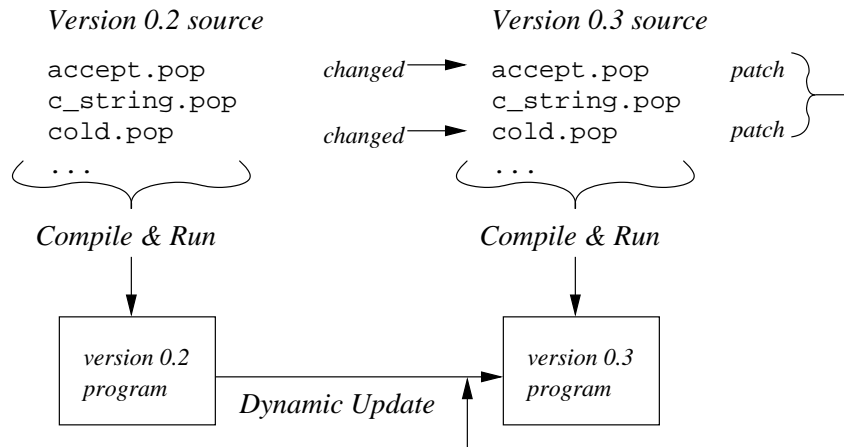 Version 0.2 source
Version 0.3 source
accept.pop
changed
accept.pop
patch
c_string.pop
c_string.pop
cold.pop
changed
cold.pop
patch
...
...
Compile & Run
Compile & Run
version 0.2
program
version 0.3
program
Dynamic Update